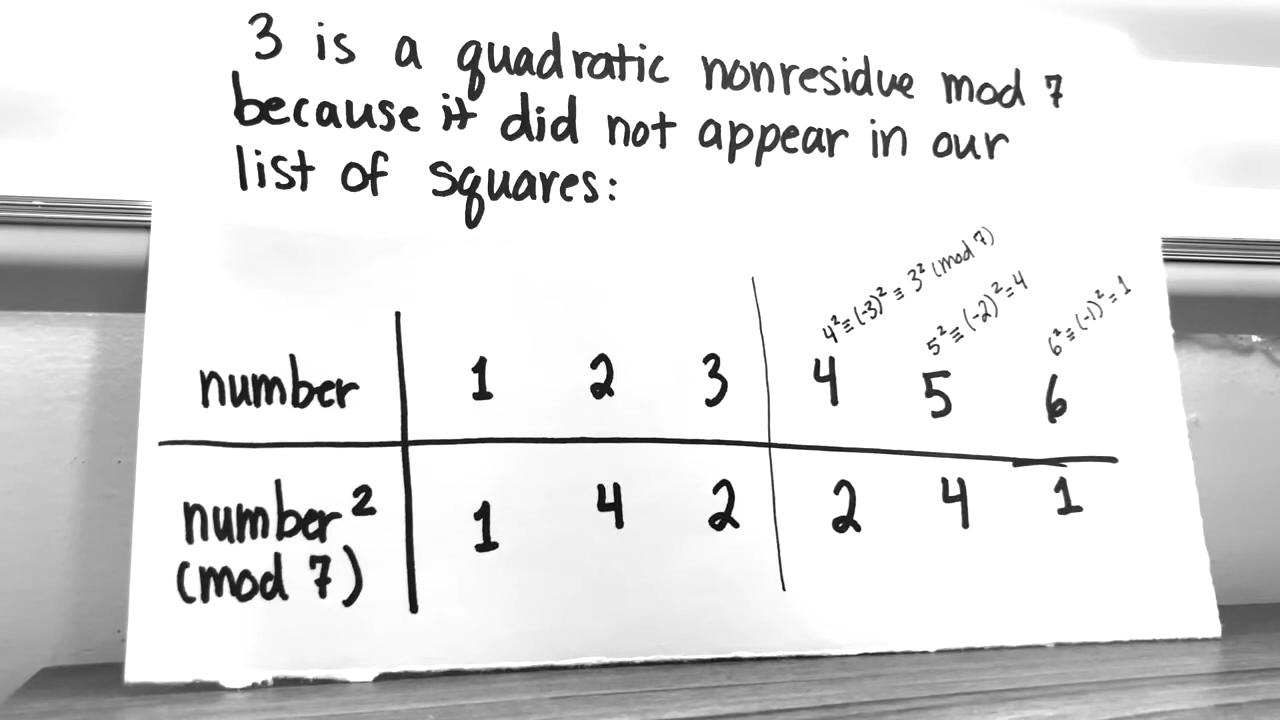 3 is a quadratic nonresidue mod 7
because it did not appear in our
list of squares:
4² ≡ (-3)² ≡ 3² (mod 7)
5² ≡ (-2)² = 4
6² ≡ (-1)² = 1
number 1 2 3 4 5 6
number² 1 4 2 2 4 1
(mod 7)